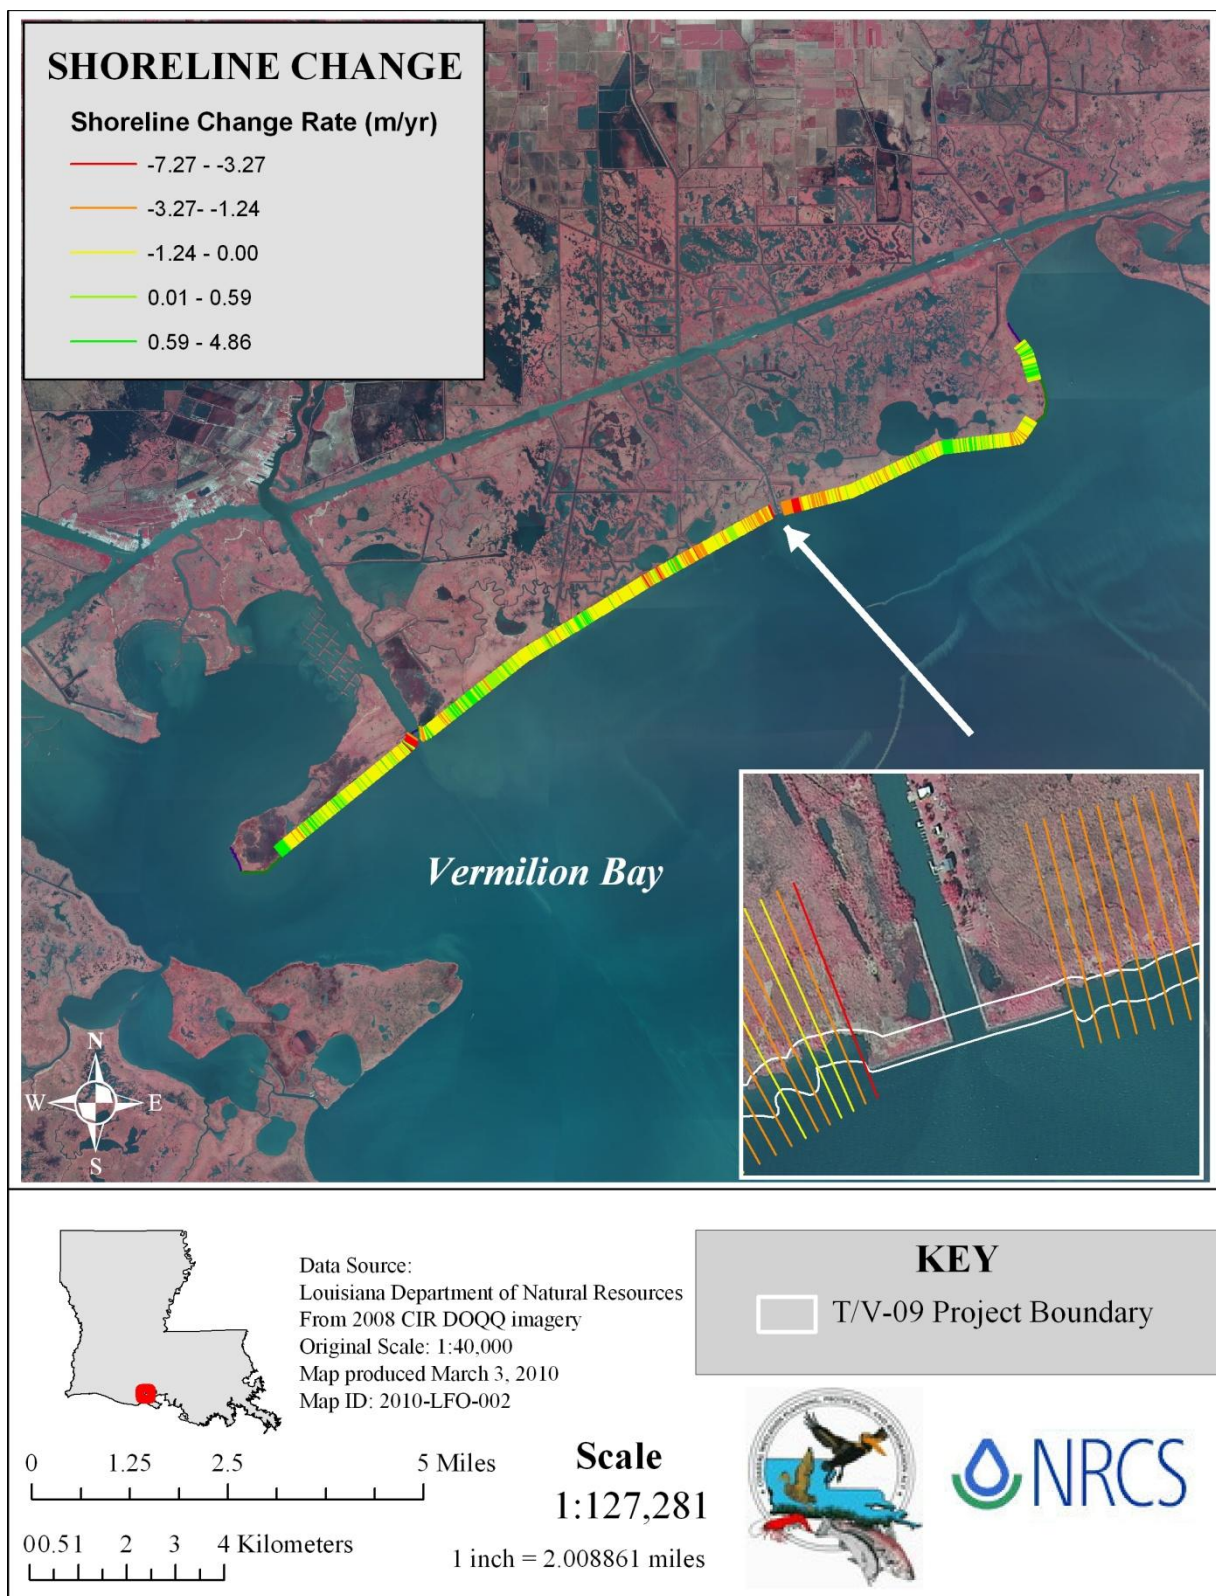 SHORELINE CHANGE
Shoreline Change Rate (m/yr)
-7.27 - -3.27
-3.27- -1.24
-1.24 - 0.00
0.01 - 0.59
0.59 - 4.86
Vermilion Bay
N
W E
S
Data Source:
Louisiana Department of Natural Resources
From 2008 CIR DOQQ imagery
Original Scale: 1:40,000
Map produced March 3, 2010
Map ID: 2010-LFO-002
KEY
T/V-09 Project Boundary
0 1.25 2.5 5 Miles
00.51 2 3 4 Kilometers
Scale
1:127,281
1 inch = 2.008861 miles
NRCS